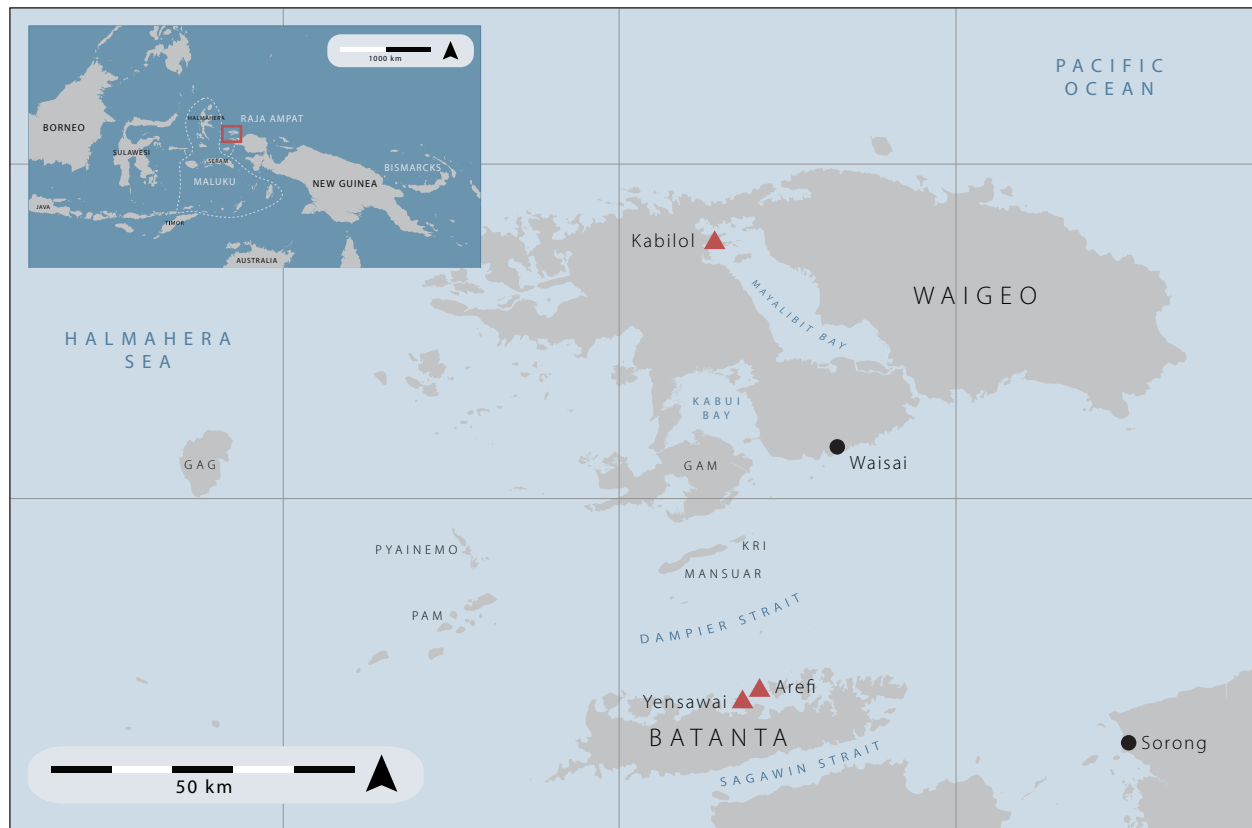 1000 km
BORNEO
HALMAHERA
RAJA AMPAT
SULAWESI
SERAM
BISMARCKS
MALUKU
NEW GUINEA
JAVA
TIMOR
AUSTRALIA
PACIFIC
OCEAN
Kabilol
WAIGEO
MAYALIBIT BAY
HALMAHERA
SEA
KABUI
BAY
GAG
GAM
Waisai
PYAINEMO
KRI
MANSUAR
PAM
DAMPIER STRAIT
Arefi
Yensawai
BATANTA
Sorong
SAGAWIN STRAIT
50 km